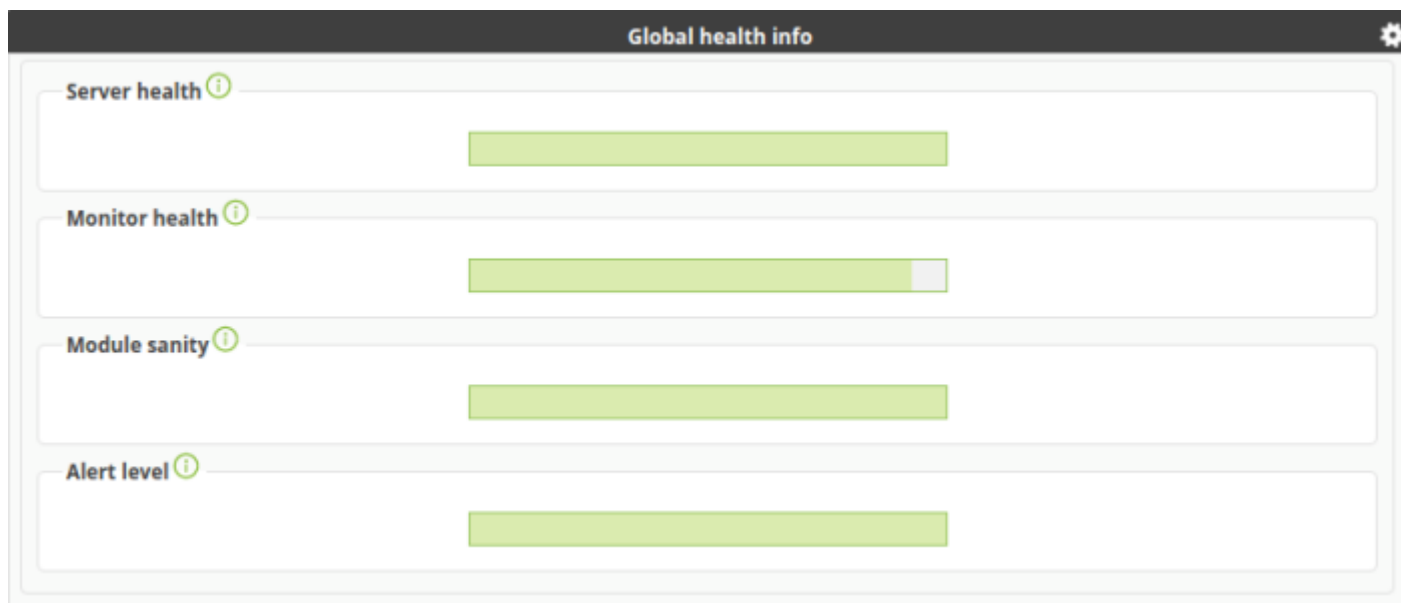 Global health info
Server health
Monitor health
Module sanity
Alert level